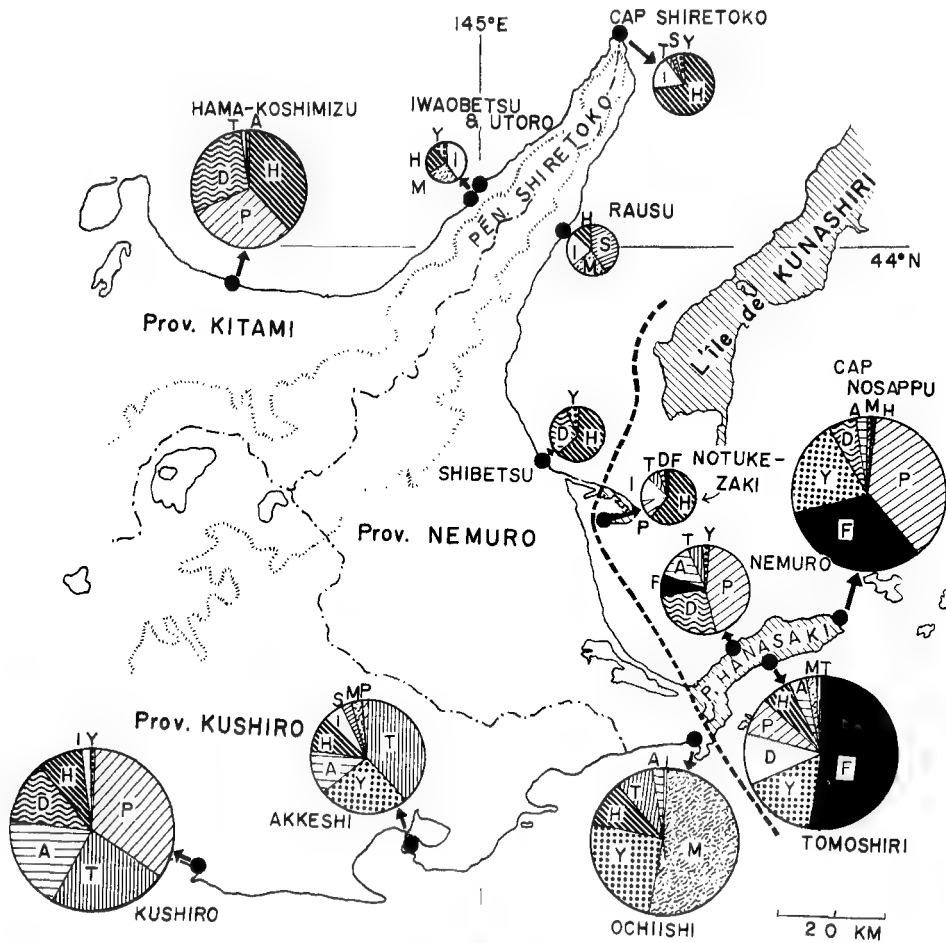 CAP SHIRETOKO
145°E
T S Y
I
H
HAMA-KOSHIMIZU
T A
D
H
P
IWAOBETSU
& UTORO
Y
H
I
M
PEN. SHIRETOKO
RAUSU
H
I
S
M
44°N
L'île de KUNASHIRI
Prov. KITAMI
CAP
NOSAPPU
A M H
D
P
Y
F
Y
D
H
SHIBETSU
NOTUKE-
ZAKI
T D F
I
H
P
Prov. NEMURO
NEMURO
T Y
A
F
P
D
P. HANASAKI
Prov. KUSHIRO
S M P
I
H
T
A
Y
AKKESHI
M T
A
H
P
D
F
Y
TOMOSHIRI
I Y
H
D
P
A
T
KUSHIRO
A I
T
H
M
Y
OCHIISHI
20 KM